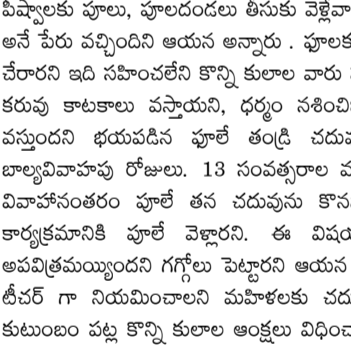 పీష్వాలకు పూలు, పూలదండలు తీసుకు వెళ్లేవా
అనే పేరు వచ్చిందిని ఆయన అన్నారు . ఫూలక
చేరారని ఇది సహించలేని కొన్ని కులాల వారు
కరువు కాటకాలు వస్తాయని, ధర్మం నశించి
వస్తుందని భయపడిన ఫూలే తండ్రి చదు
బాల్యవివాహపు రోజులు. 13 సంవత్సరాల వ
వివాహానంతరం పూలే తన చదువును కొన
కార్యక్రమానికి పూలే వెళ్లారని. ఈ విష
అపవిత్రమయ్యిందని గగ్గోలు పెట్టారని ఆయన
టీచర్ గా నియమించాలని మహిళలకు చదు
కుటుంబం పట్ల కొన్ని కులాల ఆంక్షలు విధించ